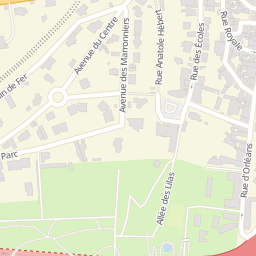 Avenue du Centre
Avenue des Marronniers
Rue Anatole Hébert
Rue des Écoles
Rue Royale
in de Fer
Parc
Allée des Lilas
Rue d'Orléans